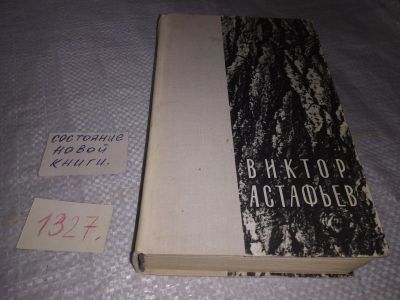 СОСТОЯНИЕ
НОВОЙ
КНИГИ.
1327.
ВИКТОР
АСТАФЬЕВ